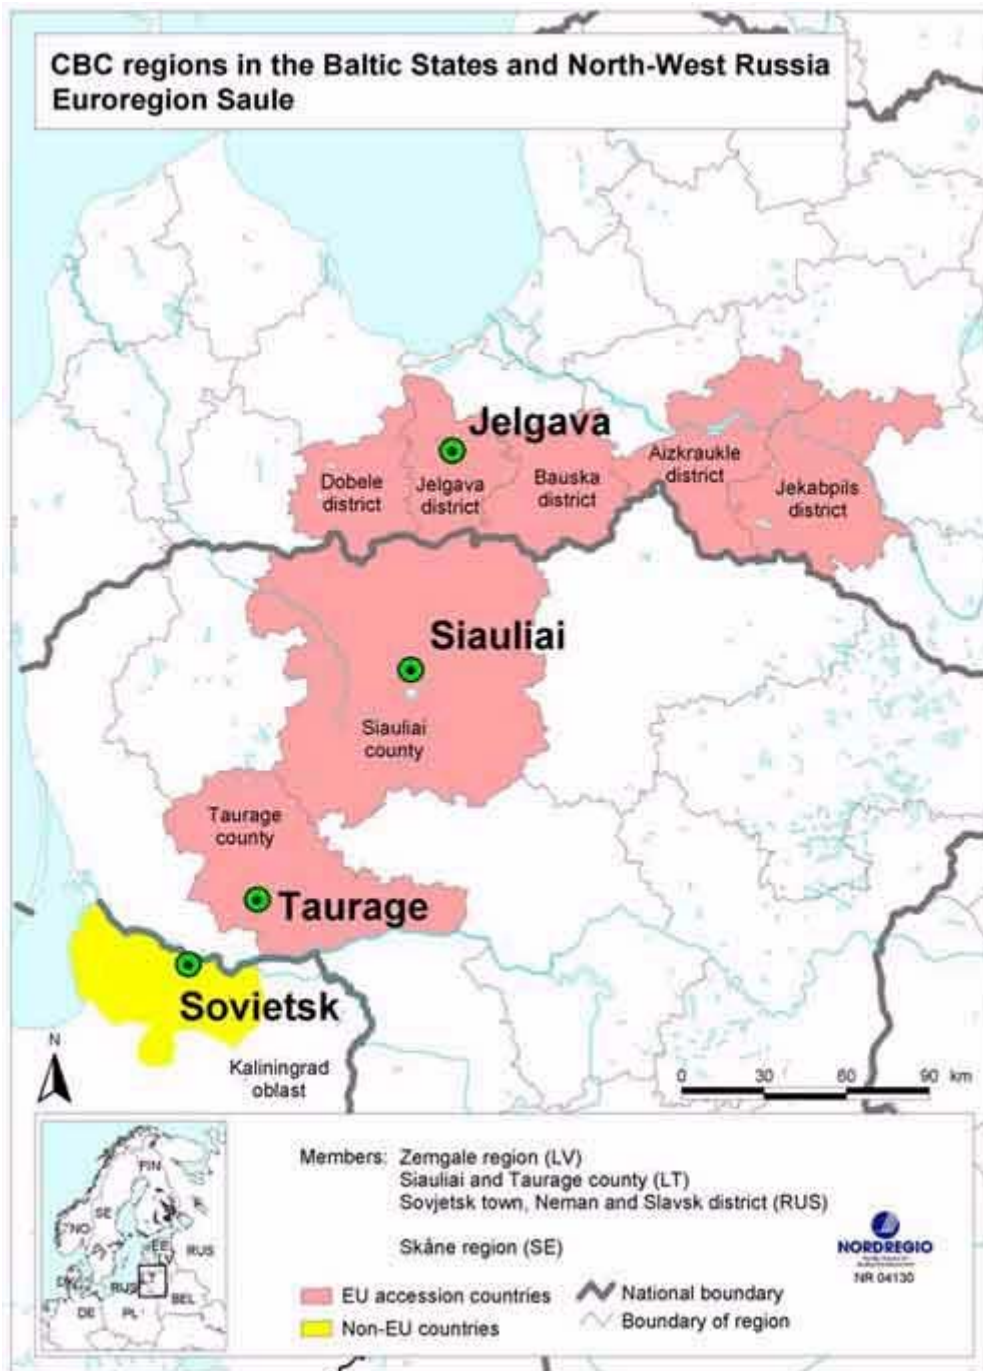 CBC regions in the Baltic States and North-West Russia
Euroregion Saule
Jelgava
Dobele
district
Jelgava
district
Bauska
district
Aizkraukle
district
Jekabpils
district
Siauliai
Siauliai
county
Taurage
county
Taurage
Sovietsk
Kaliningrad
oblast
N
0 30 60 90 km
Members: Zemgale region (LV)
Siauliai and Taurage county (LT)
Sovjetsk town, Neman and Slavsk district (RUS)
Skåne region (SE)
EU accession countries
Non-EU countries
National boundary
Boundary of region
NORDREGIO
NR 04130
FIN
SE
NO
EE
LV
RUS
LT
RUS
BEL
DE
PL